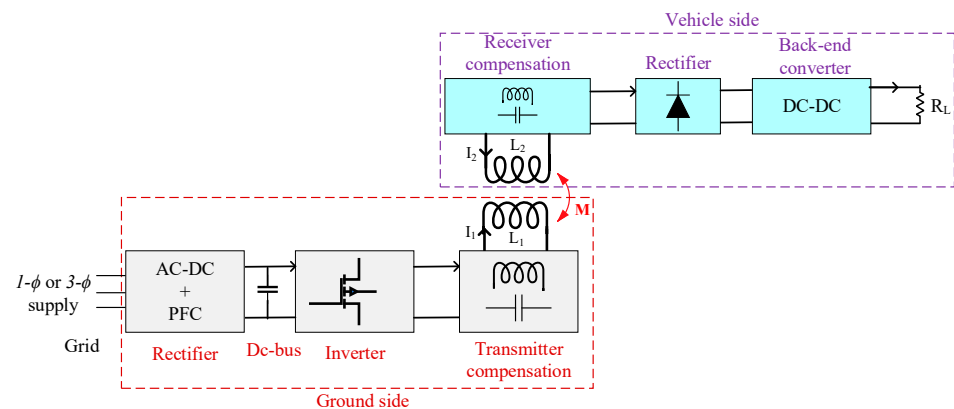 Vehicle side
Receiver
compensation
Rectifier
Back-end
converter
DC-DC
R_L
I_2
L_2
M
I_1
L_1
1-ϕ or 3-ϕ
supply
Grid
AC-DC
+
PFC
Rectifier
Dc-bus
Inverter
Transmitter
compensation
Ground side